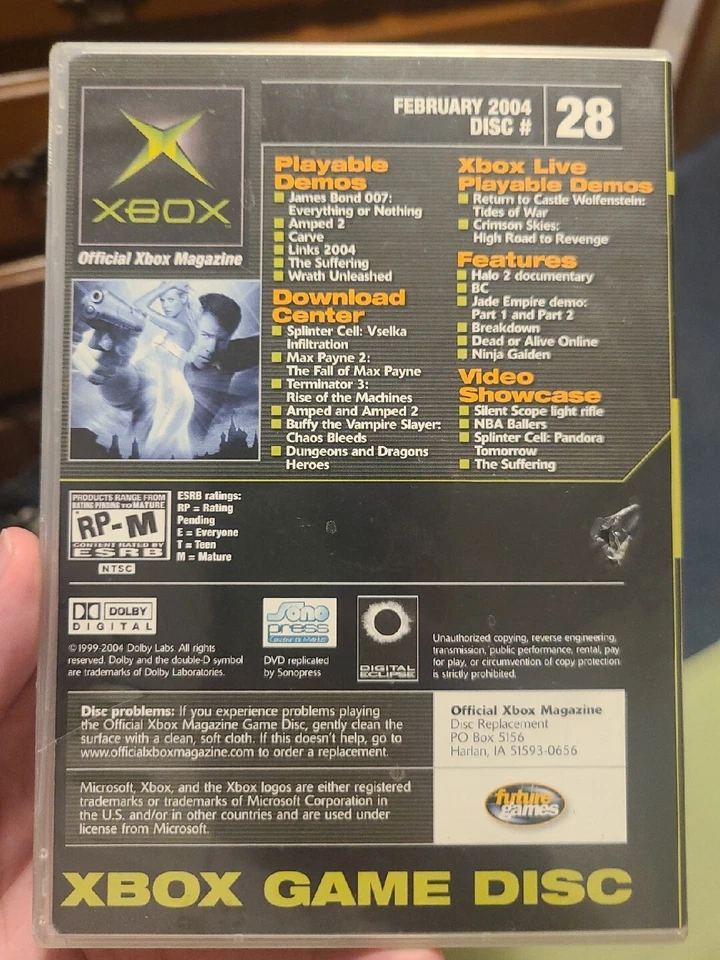 FEBRUARY 2004
DISC # 28
XBOX™
Official Xbox Magazine
Playable
Demos
James Bond 007:
Everything or Nothing
Amped 2
Carve
Links 2004
The Suffering
Wrath Unleashed
Download
Center
Splinter Cell: Vselka
Infiltration
Max Payne 2:
The Fall of Max Payne
Terminator 3:
Rise of the Machines
Amped and Amped 2
Buffy the Vampire Slayer:
Chaos Bleeds
Dungeons and Dragons
Heroes
Xbox Live
Playable Demos
Return to Castle Wolfenstein:
Tides of War
Crimson Skies:
High Road to Revenge
Features
Halo 2 documentary
BC
Jade Empire demo:
Part 1 and Part 2
Breakdown
Dead or Alive Online
Ninja Gaiden
Video
Showcase
Silent Scope light rifle
NBA Ballers
Splinter Cell: Pandora
Tomorrow
The Suffering
PRODUCTS RANGE FROM
RATING PENDING TO MATURE
RP-M
CONTENT RATED BY
ESRB
NTSC
ESRB ratings:
RP = Rating
Pending
E = Everyone
T = Teen
M = Mature
DOLBY
DIGITAL
©1999-2004 Dolby Labs. All rights
reserved. Dolby and the double-D symbol
are trademarks of Dolby Laboratories.
Sono
press
DVD replicated
by Sonopress
DIGITAL
ECLIPSE
Unauthorized copying, reverse engineering,
transmission, public performance, rental, pay
for play, or circumvention of copy protection
is strictly prohibited.
Disc problems: If you experience problems playing
the Official Xbox Magazine Game Disc, gently clean the
surface with a clean, soft cloth. If this doesn't help, go to
www.officialxboxmagazine.com to order a replacement.
Official Xbox Magazine
Disc Replacement
PO Box 5156
Harlan, IA 51593-0656
Microsoft, Xbox, and the Xbox logos are either registered
trademarks or trademarks of Microsoft Corporation in
the U.S. and/or in other countries and are used under
license from Microsoft.
future
games
XBOX GAME DISC